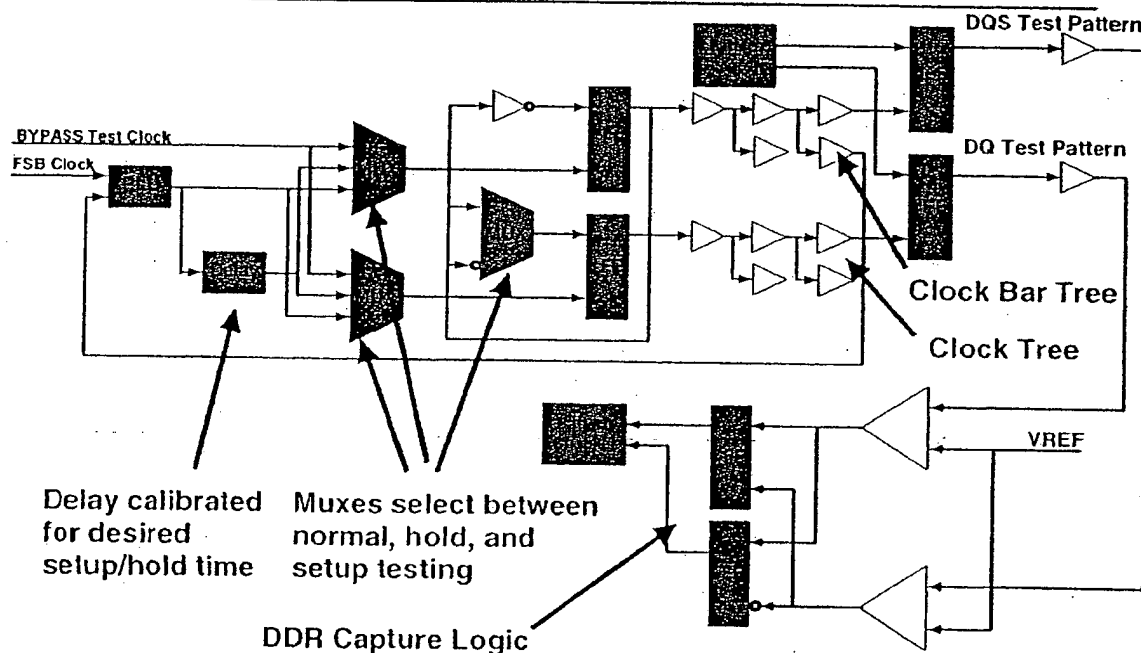 DQS Test Pattern
BYPASS Test Clock
FSB Clock
DQ Test Pattern
Clock Bar Tree
Clock Tree
VREF
Delay calibrated
for desired
setup/hold time
Muxes select between
normal, hold, and
setup testing
DDR Capture Logic